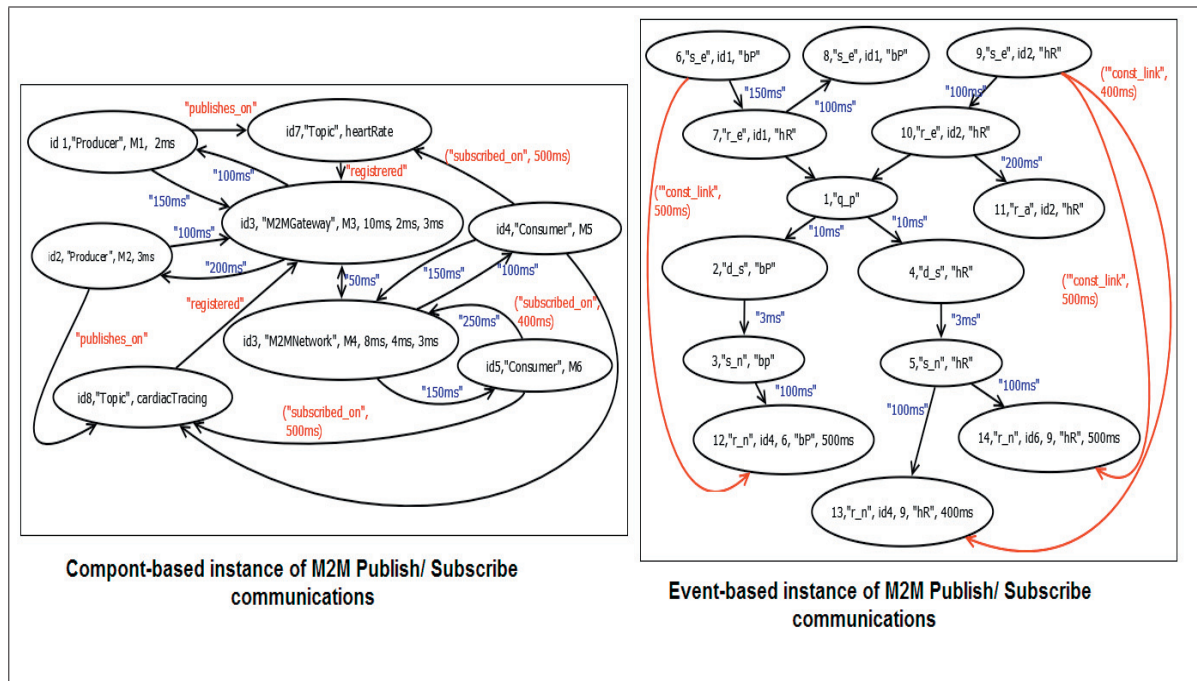 "publishes_on"
id 1,"Producer", M1, 2ms
id7,"Topic", heartRate
("subscribed_on", 500ms)
"100ms"
"registrered"
"150ms"
id3, "M2MGateway", M3, 10ms, 2ms, 3ms
id4,"Consumer", M5
"100ms"
id2, "Producer", M2, 3ms
"200ms"
"50ms"
"150ms"
"100ms"
"registered"
("subscribed_on",
400ms)
"250ms"
"publishes_on"
id3, "M2MNetwork", M4, 8ms, 4ms, 3ms
id5,"Consumer", M6
"150ms"
id8,"Topic", cardiacTracing
("subscribed_on",
500ms)
Compont-based instance of M2M Publish/ Subscribe
communications
6,"s_e", id1, "bP"
8,"s_e", id1, "bP"
9,"s_e", id2, "hR"
("'const_link",
400ms)
"150ms"
"100ms"
"100ms"
7,"r_e", id1, "hR"
10,"r_e", id2, "hR"
"200ms"
("'const_link",
500ms)
1,"q_p"
11,"r_a", id2, "hR"
"10ms"
"10ms"
2,"d_s", "bP"
4,"d_s", "hR"
("'const_link",
500ms)
"3ms"
"3ms"
3,"s_n", "bp"
5,"s_n", "hR"
"100ms"
"100ms"
"100ms"
12,"r_n", id4, 6, "bP", 500ms
14,"r_n", id6, 9, "hR", 500ms
13,"r_n", id4, 9, "hR", 400ms
Event-based instance of M2M Publish/ Subscribe
communications